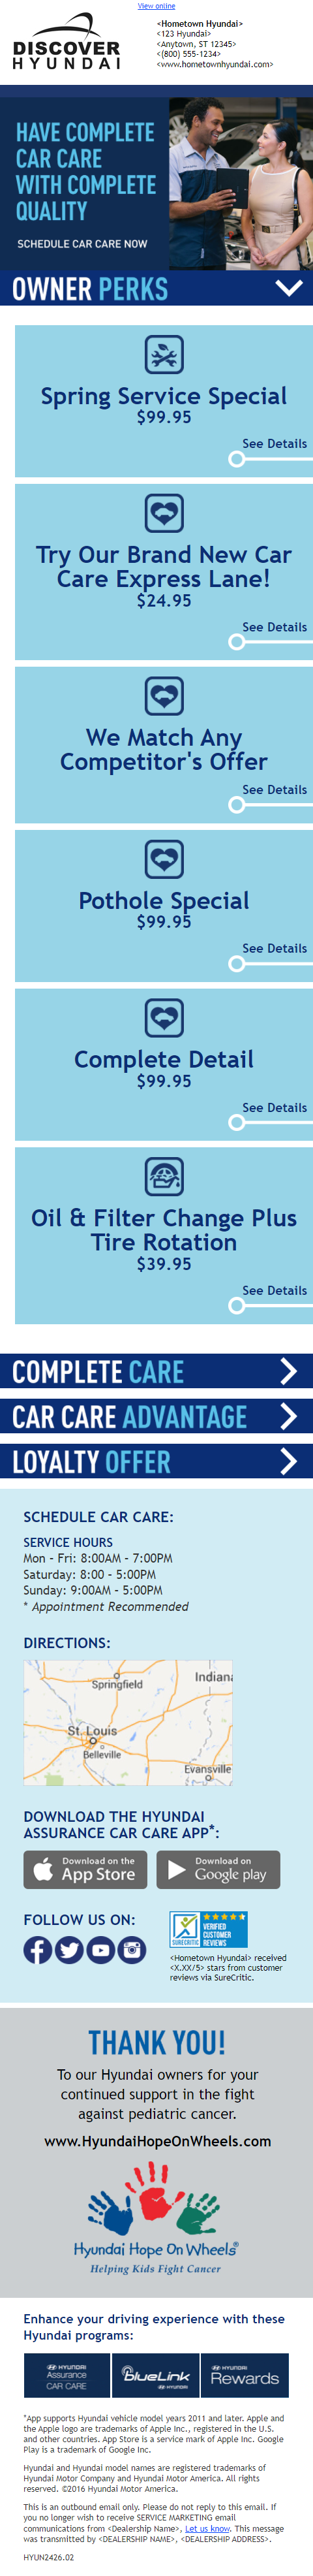 View online
DISCOVER
HYUNDAI
<Hometown Hyundai>
<123 Hyundai>
<Anytown, ST 12345>
<(800) 555-1234>
<www.hometownhyundai.com>
HAVE COMPLETE
CAR CARE
WITH COMPLETE
QUALITY
SCHEDULE CAR CARE NOW
OWNER PERKS
Spring Service Special
$99.95
See Details
Try Our Brand New Car
Care Express Lane!
$24.95
See Details
We Match Any
Competitor's Offer
See Details
Pothole Special
$99.95
See Details
Complete Detail
$99.95
See Details
Oil & Filter Change Plus
Tire Rotation
$39.95
See Details
COMPLETE CARE
CAR CARE ADVANTAGE
LOYALTY OFFER
SCHEDULE CAR CARE:
SERVICE HOURS
Mon - Fri: 8:00AM - 7:00PM
Saturday: 8:00 - 5:00PM
Sunday: 9:00AM - 5:00PM
* Appointment Recommended
DIRECTIONS:
Springfield
Indiana
St. Louis
Belleville
Evansville
DOWNLOAD THE HYUNDAI
ASSURANCE CAR CARE APP*:
Download on the
App Store
Download on
Google play
FOLLOW US ON:
SURECRITIC
VERIFIED
CUSTOMER
REVIEWS
<Hometown Hyundai> received
<X.XX/5> stars from customer
reviews via SureCritic.
THANK YOU!
To our Hyundai owners for your
continued support in the fight
against pediatric cancer.
www.HyundaiHopeOnWheels.com
Hyundai Hope On Wheels®
Helping Kids Fight Cancer
Enhance your driving experience with these
Hyundai programs:
HYUNDAI
Assurance
CAR CARE
BlueLink
HYUNDAI
HYUNDAI
Rewards
*App supports Hyundai vehicle model years 2011 and later. Apple and
the Apple logo are trademarks of Apple Inc., registered in the U.S.
and other countries. App Store is a service mark of Apple Inc. Google
Play is a trademark of Google Inc.
Hyundai and Hyundai model names are registered trademarks of
Hyundai Motor Company and Hyundai Motor America. All rights
reserved. ©2016 Hyundai Motor America.
This is an outbound email only. Please do not reply to this email. If
you no longer wish to receive SERVICE MARKETING email
communications from <Dealership Name>, Let us know. This message
was transmitted by <DEALERSHIP NAME>, <DEALERSHIP ADDRESS>.
HYUN2426.02